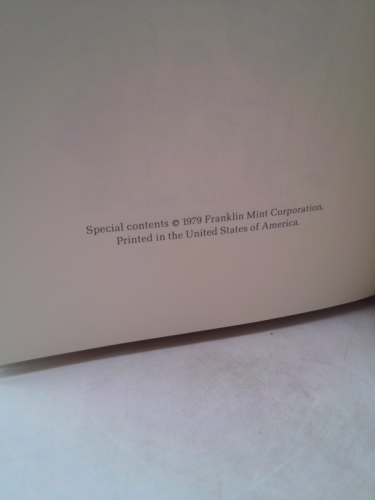 Special contents © 1979 Franklin Mint Corporation.
Printed in the United States of America.